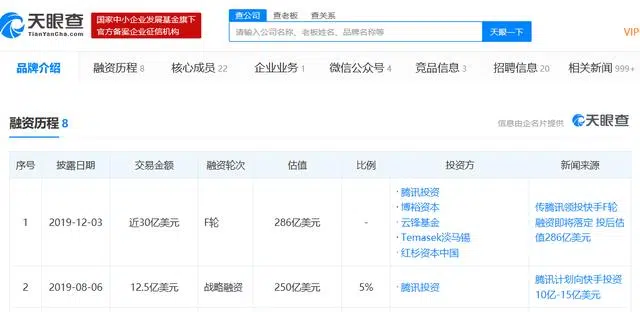 天眼查
TianYanCha.com
国家中小企业发展基金旗下
官方备案企业征信机构
查公司 查老板 查关系
请输入公司名称、老板姓名、品牌名称等
天眼一下
VIP
品牌介绍 融资历程 8 核心成员 22 企业业务 1 微信公众号 4 竞品信息 3 招聘信息 20 相关新闻 999+
融资历程 8
信息由企名片提供 天眼查
序号 披露日期 交易金额 融资轮次 估值 比例 投资方 新闻来源
1 2019-12-03 近30亿美元 F轮 286亿美元 -
· 腾讯投资
· 博裕资本
· 云锋基金
· Temasek淡马锡
· 红杉资本中国
传腾讯领投快手F轮
融资即将落定 投后估
值286亿美元
2 2019-08-06 12.5亿美元 战略融资 250亿美元 5%
· 腾讯投资
腾讯计划向快手投资
10亿-15亿美元